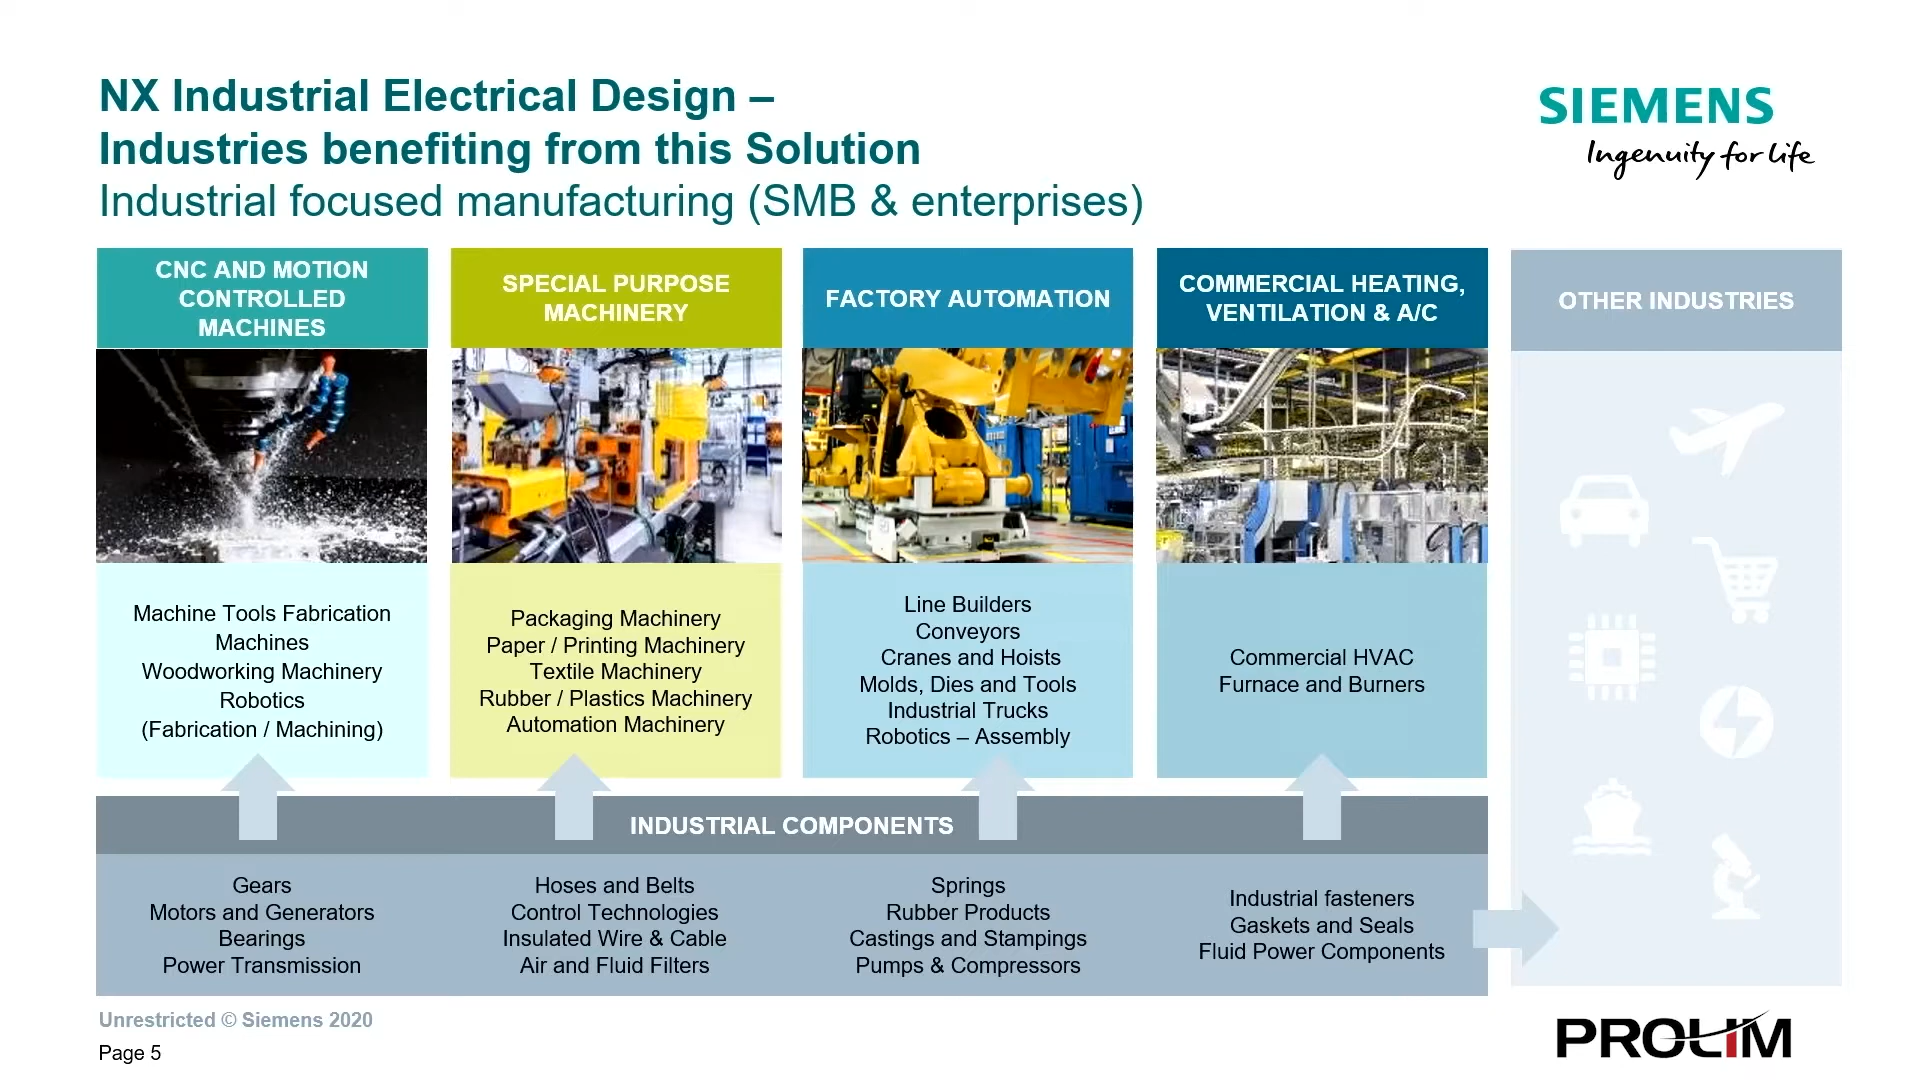 NX Industrial Electrical Design –
Industries benefiting from this Solution
Industrial focused manufacturing (SMB & enterprises)
SIEMENS
Ingenuity for life
CNC AND MOTION
CONTROLLED
MACHINES
Machine Tools Fabrication
Machines
Woodworking Machinery
Robotics
(Fabrication / Machining)
SPECIAL PURPOSE
MACHINERY
Packaging Machinery
Paper / Printing Machinery
Textile Machinery
Rubber / Plastics Machinery
Automation Machinery
FACTORY AUTOMATION
Line Builders
Conveyors
Cranes and Hoists
Molds, Dies and Tools
Industrial Trucks
Robotics – Assembly
COMMERCIAL HEATING,
VENTILATION & A/C
Commercial HVAC
Furnace and Burners
OTHER INDUSTRIES
INDUSTRIAL COMPONENTS
Gears
Motors and Generators
Bearings
Power Transmission
Hoses and Belts
Control Technologies
Insulated Wire & Cable
Air and Fluid Filters
Springs
Rubber Products
Castings and Stampings
Pumps & Compressors
Industrial fasteners
Gaskets and Seals
Fluid Power Components
Unrestricted © Siemens 2020
Page 5
PROLIM